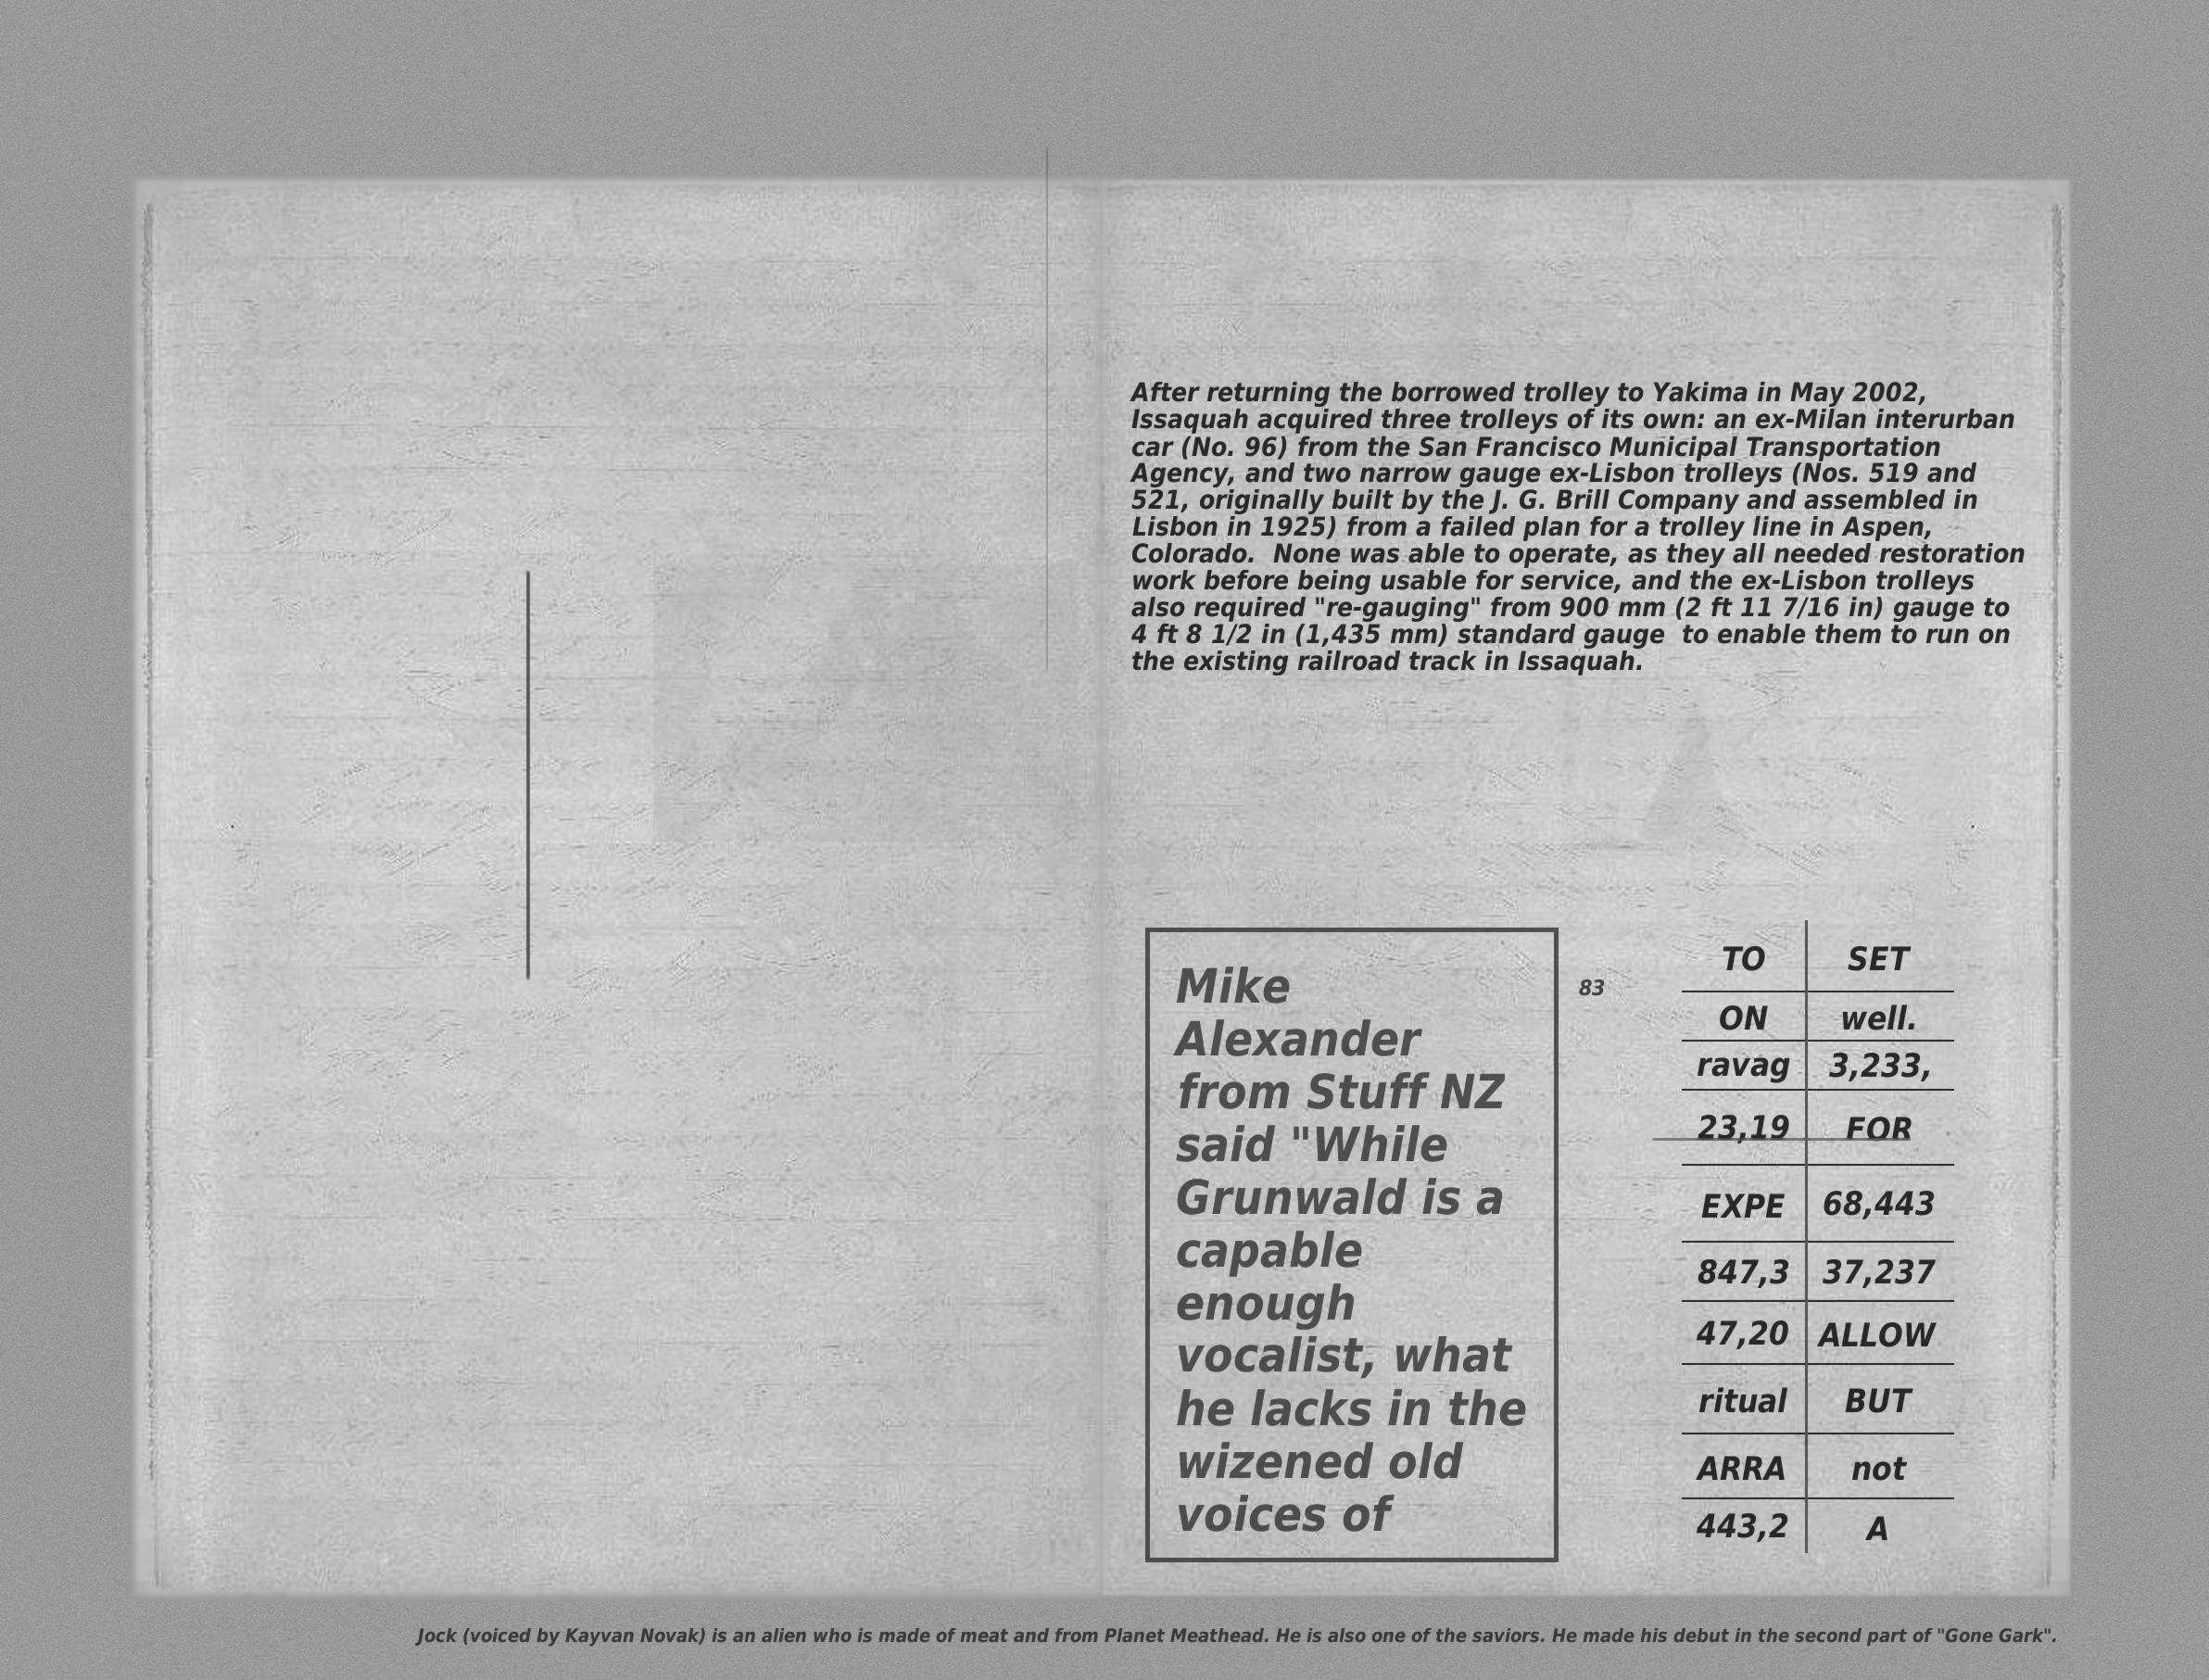 After returning the borrowed trolley to Yakima in May 2002,
Issaquah acquired three trolleys of its own: an ex-Milan interurban
car (No. 96) from the San Francisco Municipal Transportation
Agency, and two narrow gauge ex-Lisbon trolleys (Nos. 519 and
521, originally built by the J. G. Brill Company and assembled in
Lisbon in 1925) from a failed plan for a trolley line in Aspen,
Colorado.  None was able to operate, as they all needed restoration
work before being usable for service, and the ex-Lisbon trolleys
also required "re-gauging" from 900 mm (2 ft 11 7/16 in) gauge to
4 ft 8 1/2 in (1,435 mm) standard gauge  to enable them to run on
the existing railroad track in Issaquah.
Mike
Alexander
from Stuff NZ
said "While
Grunwald is a
capable
enough
vocalist, what
he lacks in the
wizened old
voices of
83
TO SET
ON well.
ravag 3,233,
23,19 FOR
EXPE 68,443
847,3 37,237
47,20 ALLOW
ritual BUT
ARRA not
443,2 A
Jock (voiced by Kayvan Novak) is an alien who is made of meat and from Planet Meathead. He is also one of the saviors. He made his debut in the second part of "Gone Gark".